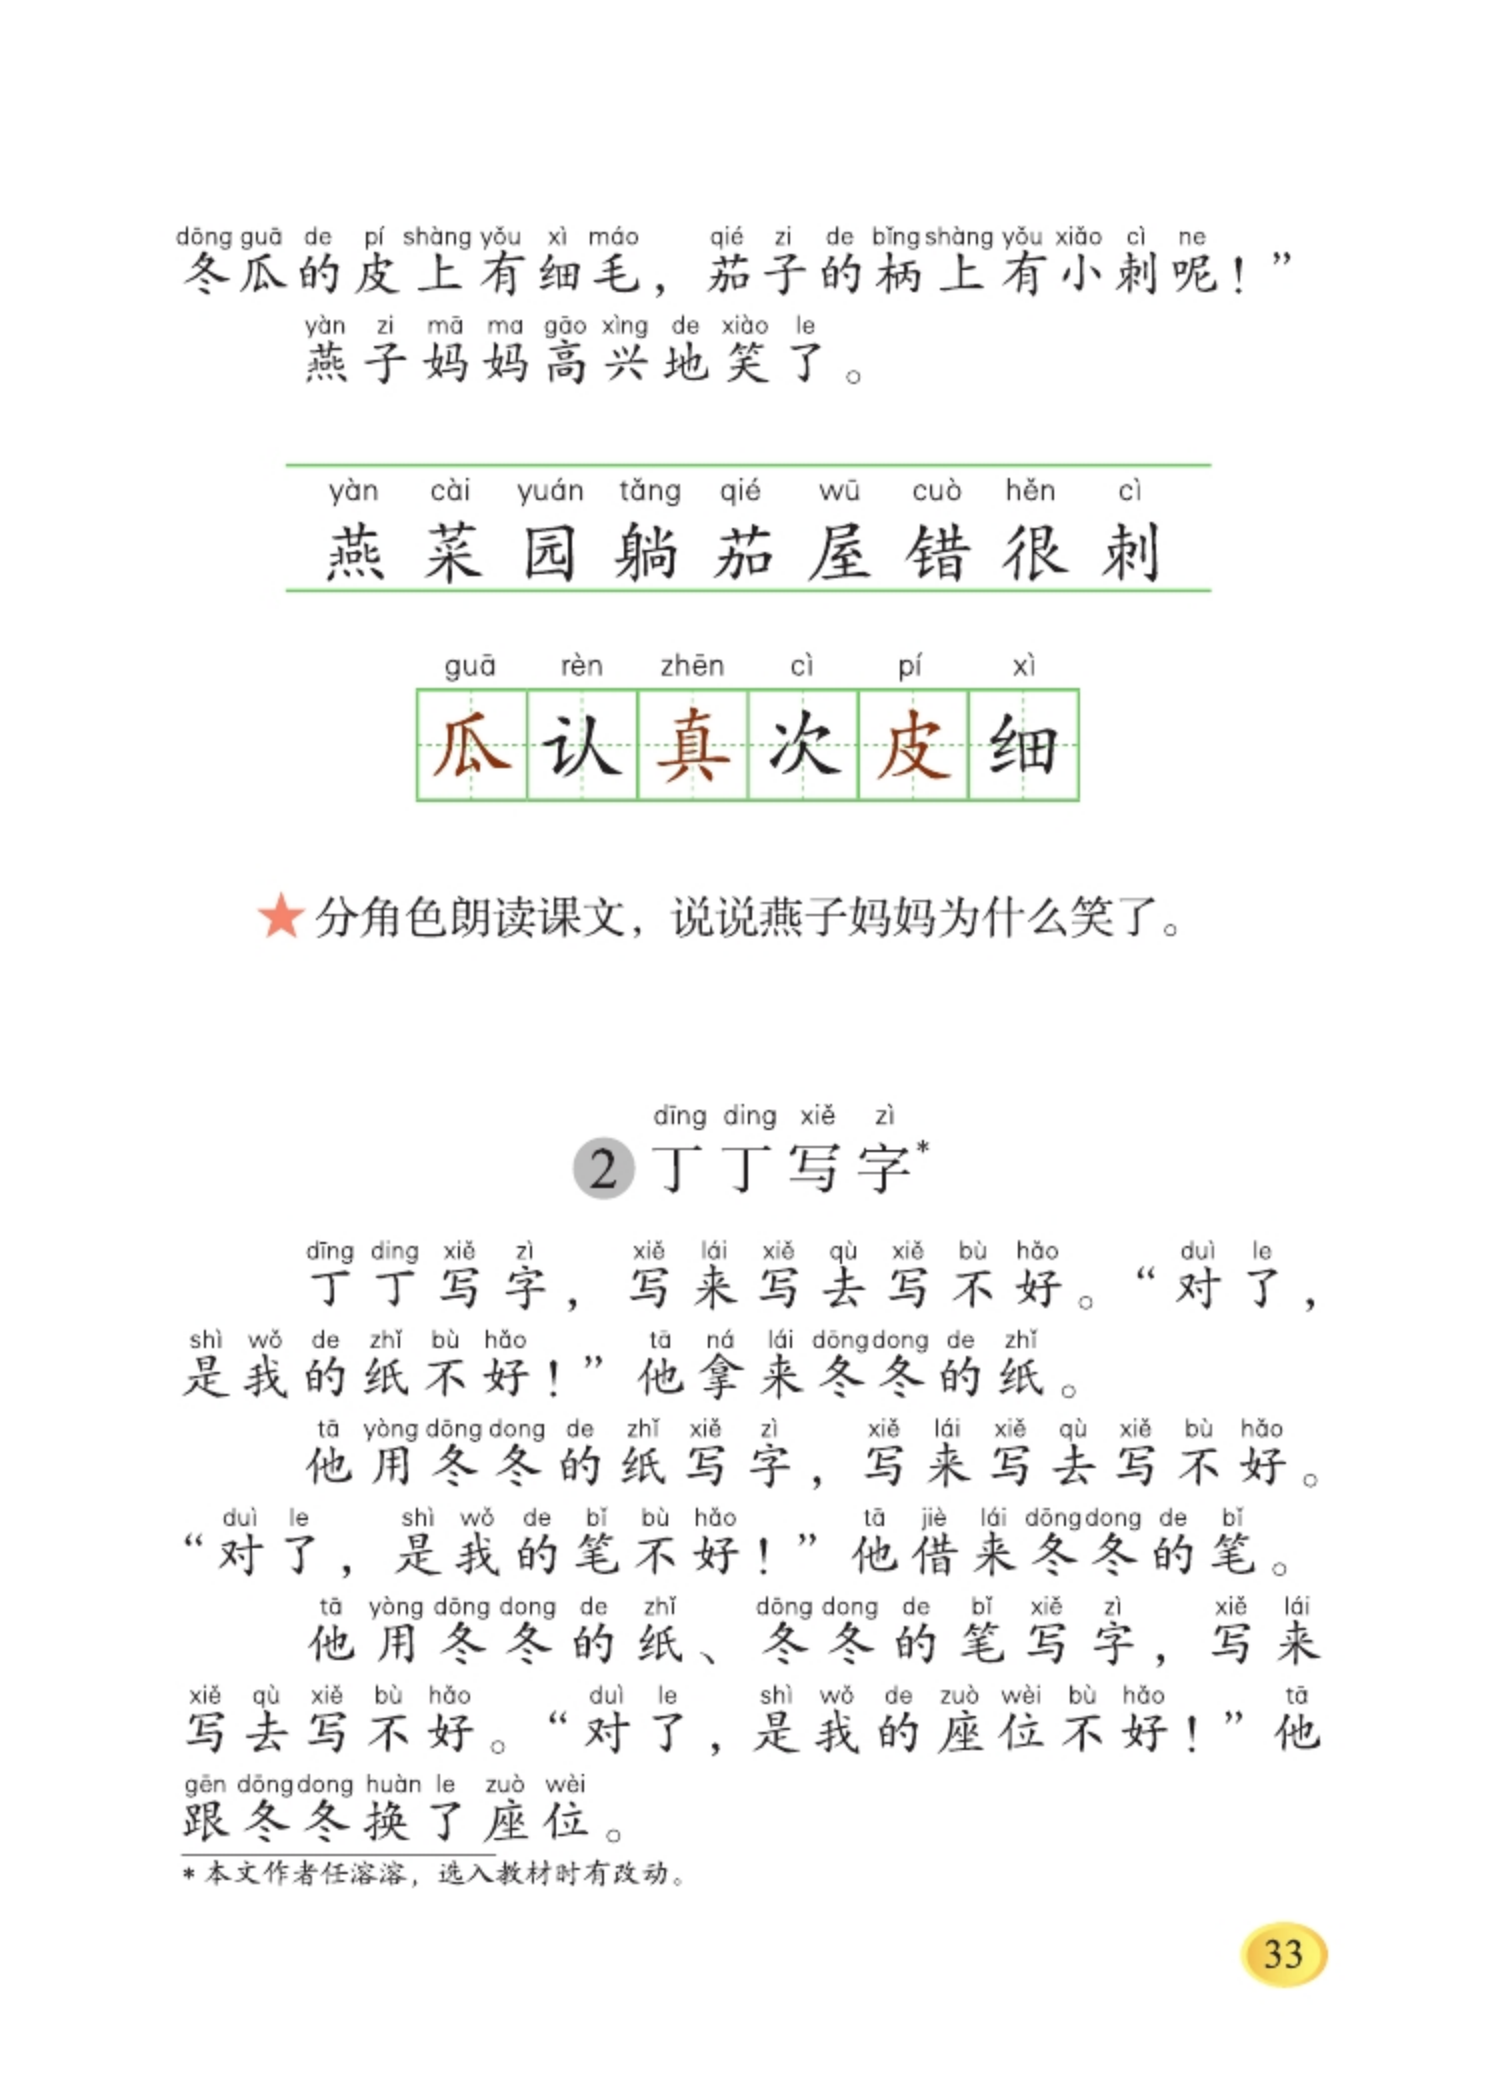 dōng guā de pí shàng yǒu xì máo qié zi de bǐng shàng yǒu xiǎo cì ne
冬瓜的皮上有细毛，茄子的柄上有小刺呢！”
yàn zi mā ma gāo xìng de xiào le
燕子妈妈高兴地笑了。
yàn cài yuán tǎng qié wū cuò hěn cì
燕菜园躺茄屋错很刺
guā rèn zhēn cì pí xì
瓜认真次皮细
★分角色朗读课文，说说燕子妈妈为什么笑了。
dīng ding xiě zì
2 丁丁写字*
dīng ding xiě zì xiě lái xiě qù xiě bù hǎo duì le
丁丁写字，写来写去写不好。“对了，
shì wǒ de zhǐ bù hǎo tā ná lái dōng dong de zhǐ
是我的纸不好！”他拿来冬冬的纸。
tā yòng dōng dong de zhǐ xiě zì xiě lái xiě qù xiě bù hǎo
他用冬冬的纸写字，写来写去写不好。
duì le shì wǒ de bǐ bù hǎo tā jiè lái dōng dong de bǐ
“对了，是我的笔不好！”他借来冬冬的笔。
tā yòng dōng dong de zhǐ dōng dong de bǐ xiě zì xiě lái
他用冬冬的纸、冬冬的笔写字，写来
xiě qù xiě bù hǎo duì le shì wǒ de zuò wèi bù hǎo tā
写去写不好。“对了，是我的座位不好！”他
gēn dōng dong huàn le zuò wèi
跟冬冬换了座位。
* 本文作者任溶溶，选入教材时有改动。
33